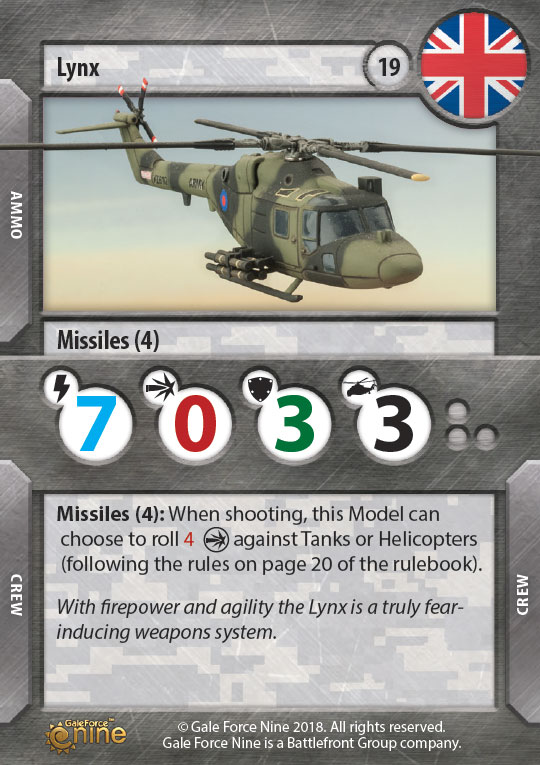 Lynx
19
ARMY
AMMO
Missiles (4)
7 0 3 3
Missiles (4): When shooting, this Model can
choose to roll 4 against Tanks or Helicopters
(following the rules on page 20 of the rulebook).
With firepower and agility the Lynx is a truly fear-
inducing weapons system.
CREW
CREW
GaleForce™
nine
© Gale Force Nine 2018. All rights reserved.
Gale Force Nine is a Battlefront Group company.